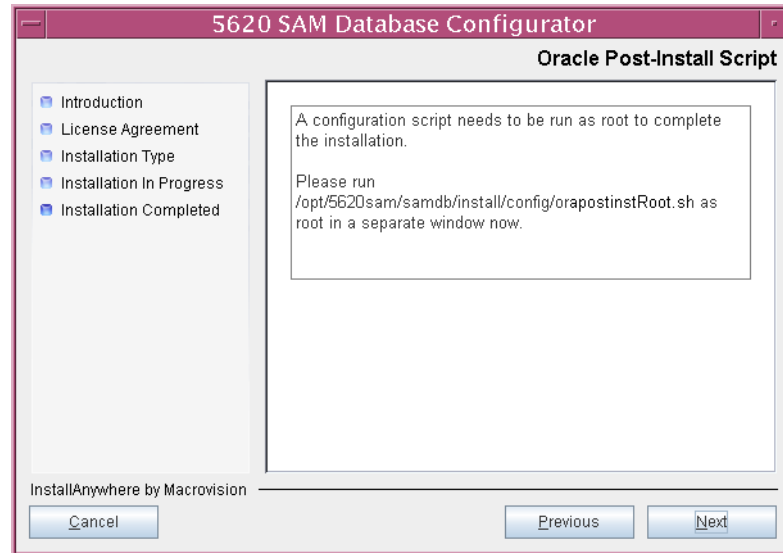 5620 SAM Database Configurator
Oracle Post-Install Script
Introduction
License Agreement
Installation Type
Installation In Progress
Installation Completed
A configuration script needs to be run as root to complete
the installation.
Please run
/opt/5620sam/samdb/install/config/orapostinstRoot.sh as
root in a separate window now.
InstallAnywhere by Macrovision
Cancel
Previous
Next